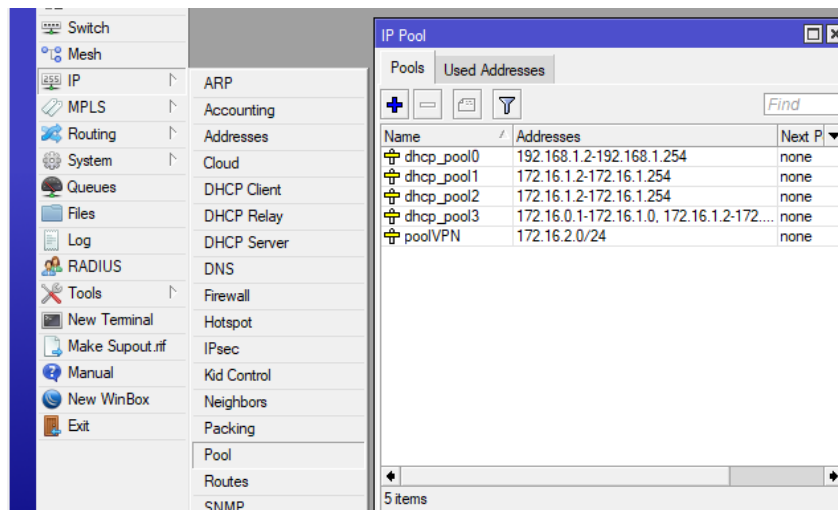 Switch
Mesh
IP
MPLS
Routing
System
Queues
Files
Log
RADIUS
Tools
New Terminal
Make Supout.rif
Manual
New WinBox
Exit
ARP
Accounting
Addresses
Cloud
DHCP Client
DHCP Relay
DHCP Server
DNS
Firewall
Hotspot
IPsec
Kid Control
Neighbors
Packing
Pool
Routes
SNMP
IP Pool
Pools Used Addresses
Find
Name Addresses Next P
dhcp_pool0 192.168.1.2-192.168.1.254 none
dhcp_pool1 172.16.1.2-172.16.1.254 none
dhcp_pool2 172.16.1.2-172.16.1.254 none
dhcp_pool3 172.16.0.1-172.16.1.0, 172.16.1.2-172.... none
poolVPN 172.16.2.0/24 none
5 items